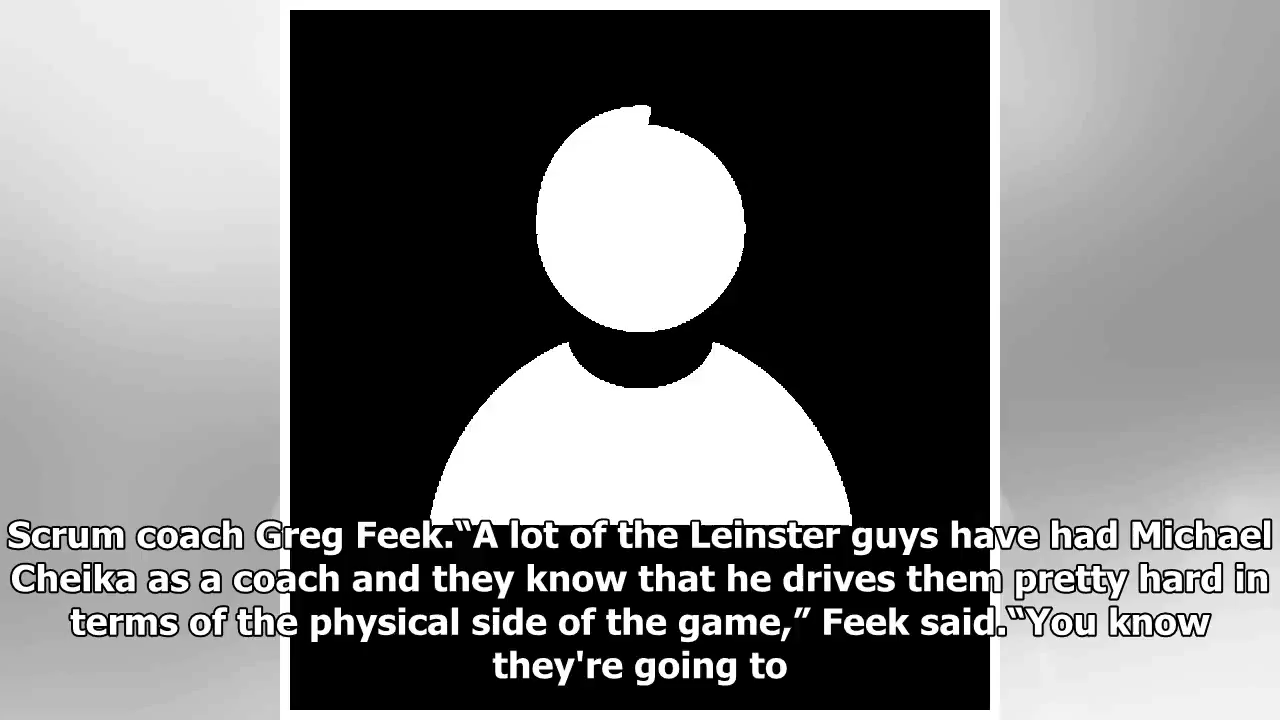 Scrum coach Greg Feek.“A lot of the Leinster guys have had Michael
Cheika as a coach and they know that he drives them pretty hard in
terms of the physical side of the game,” Feek said.“You know
they're going to